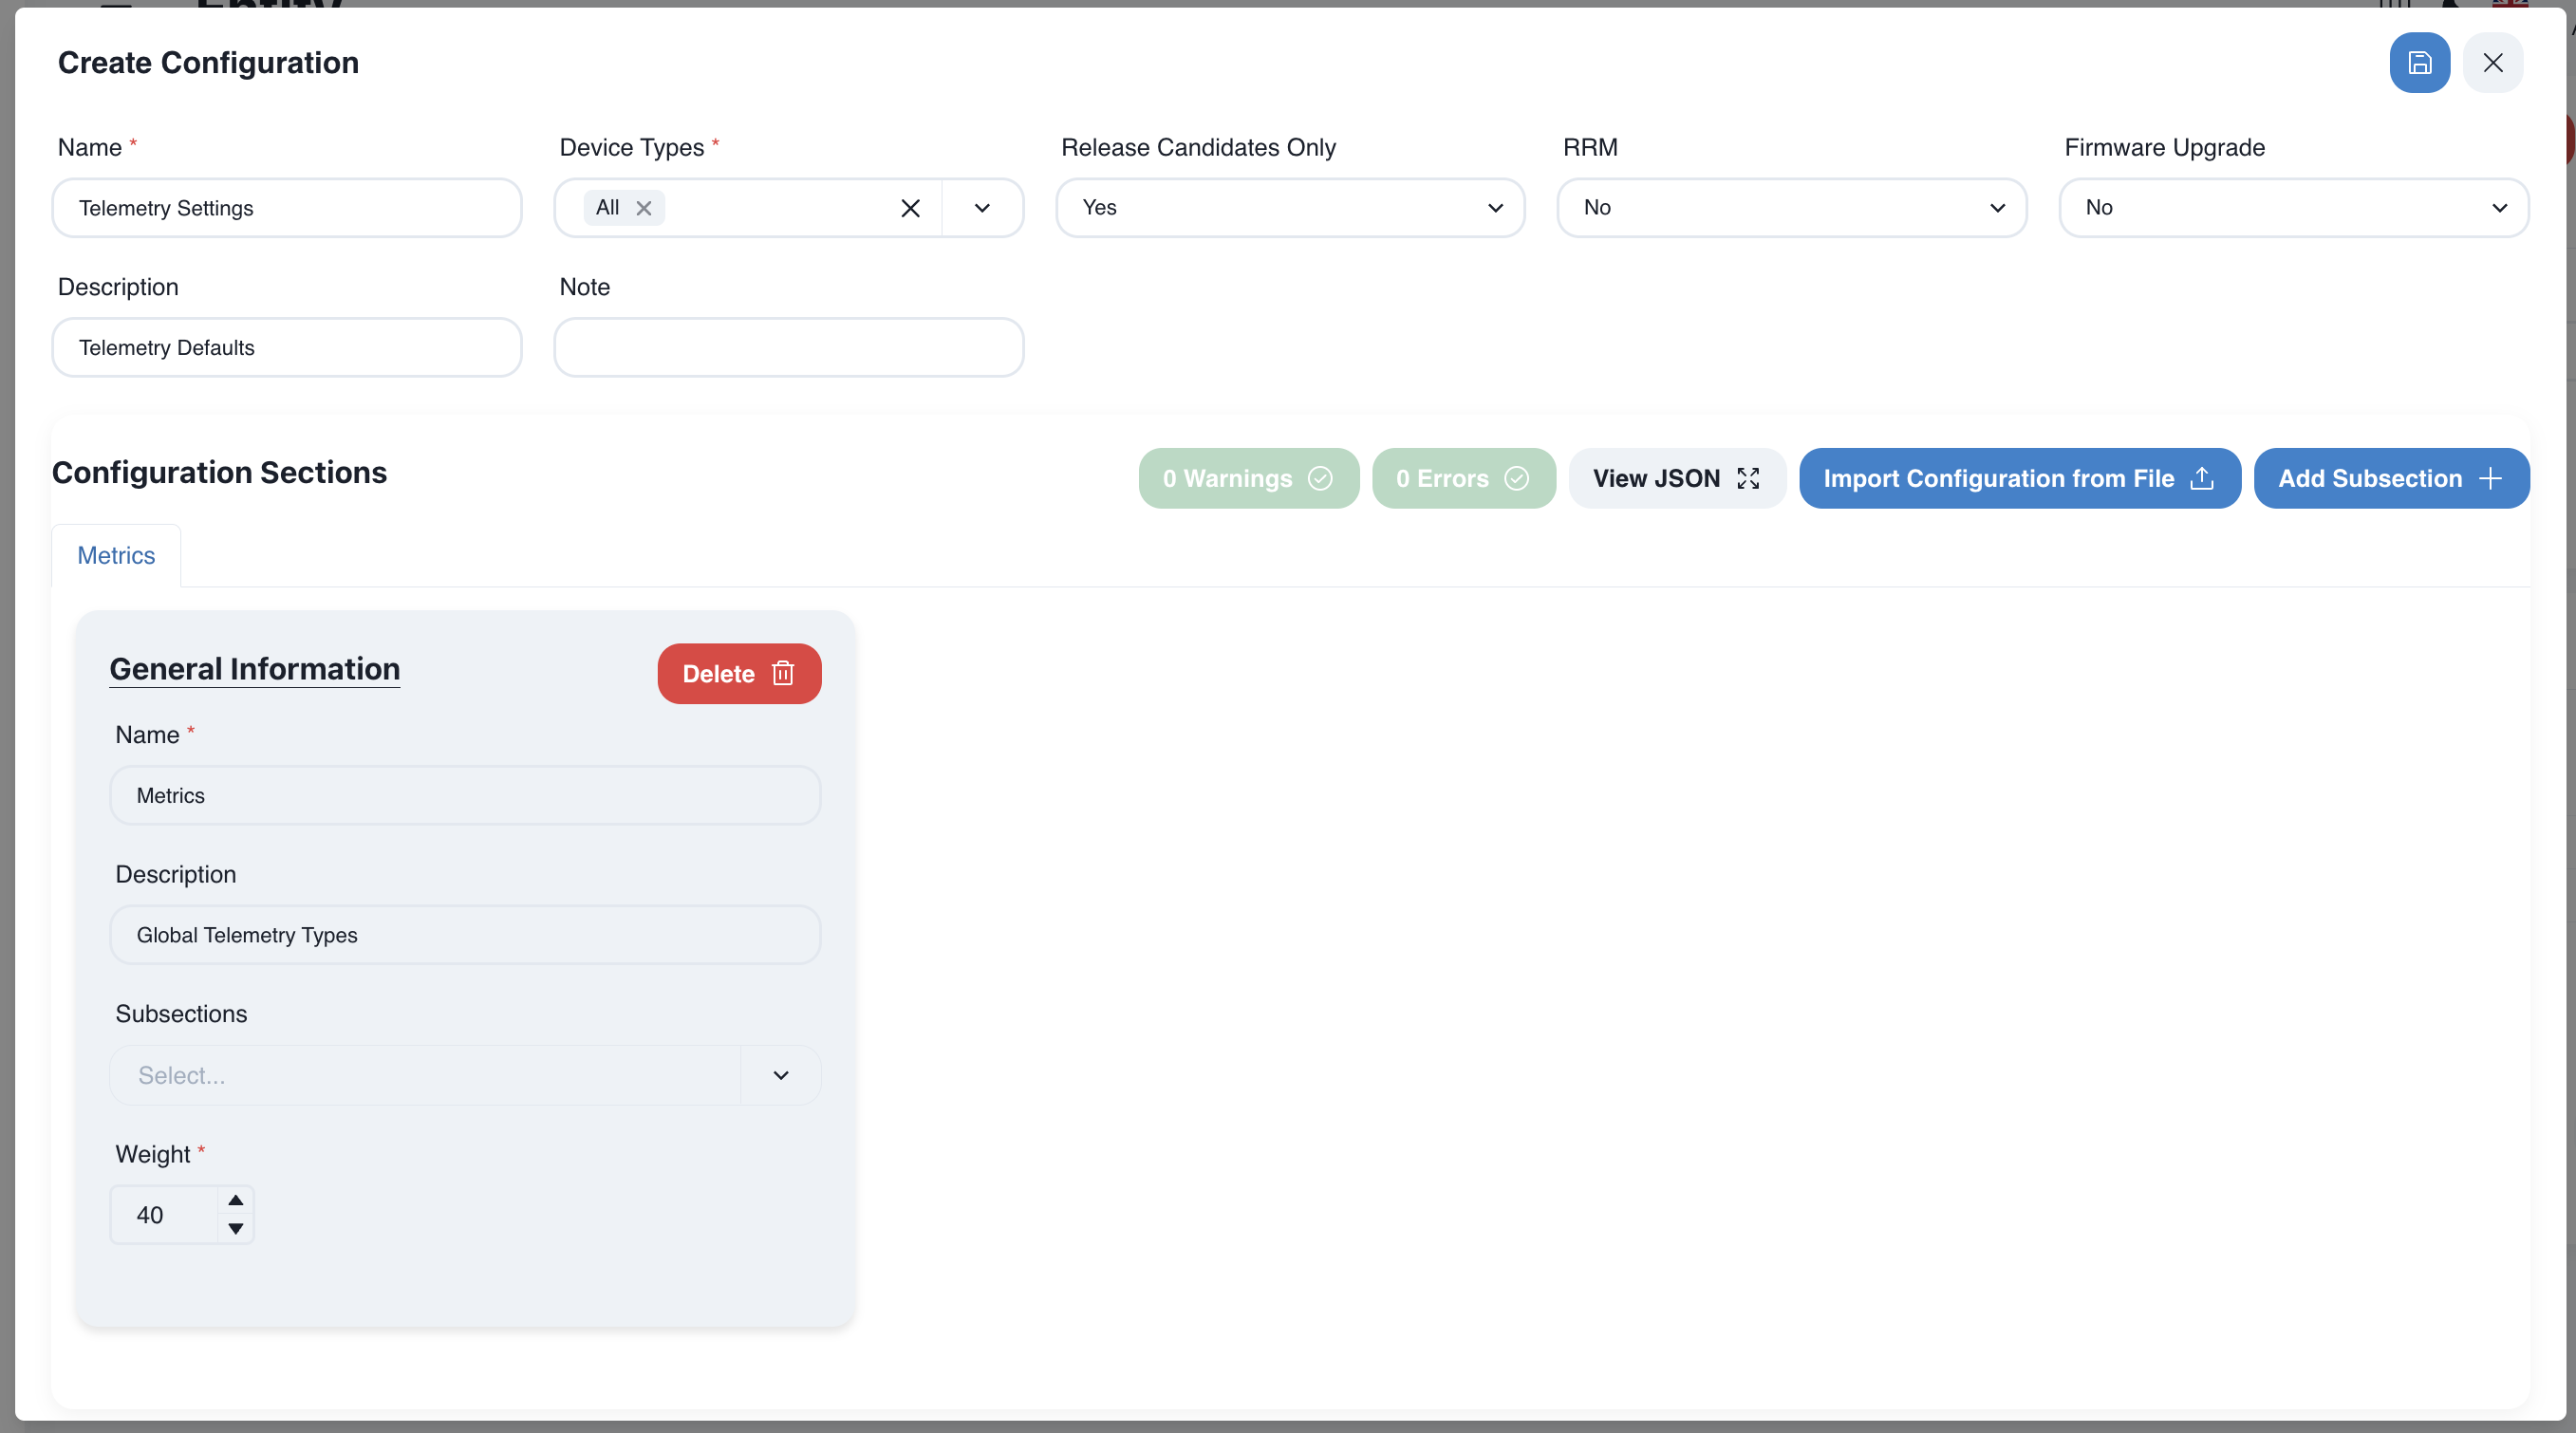 Entity
Create Configuration
Name *
Device Types *
Release Candidates Only
RRM
Firmware Upgrade
Telemetry Settings
All
Yes
No
No
Description
Note
Telemetry Defaults
Configuration Sections
0 Warnings
0 Errors
View JSON
Import Configuration from File
Add Subsection
Metrics
General Information
Delete
Name *
Metrics
Description
Global Telemetry Types
Subsections
Select...
Weight *
40